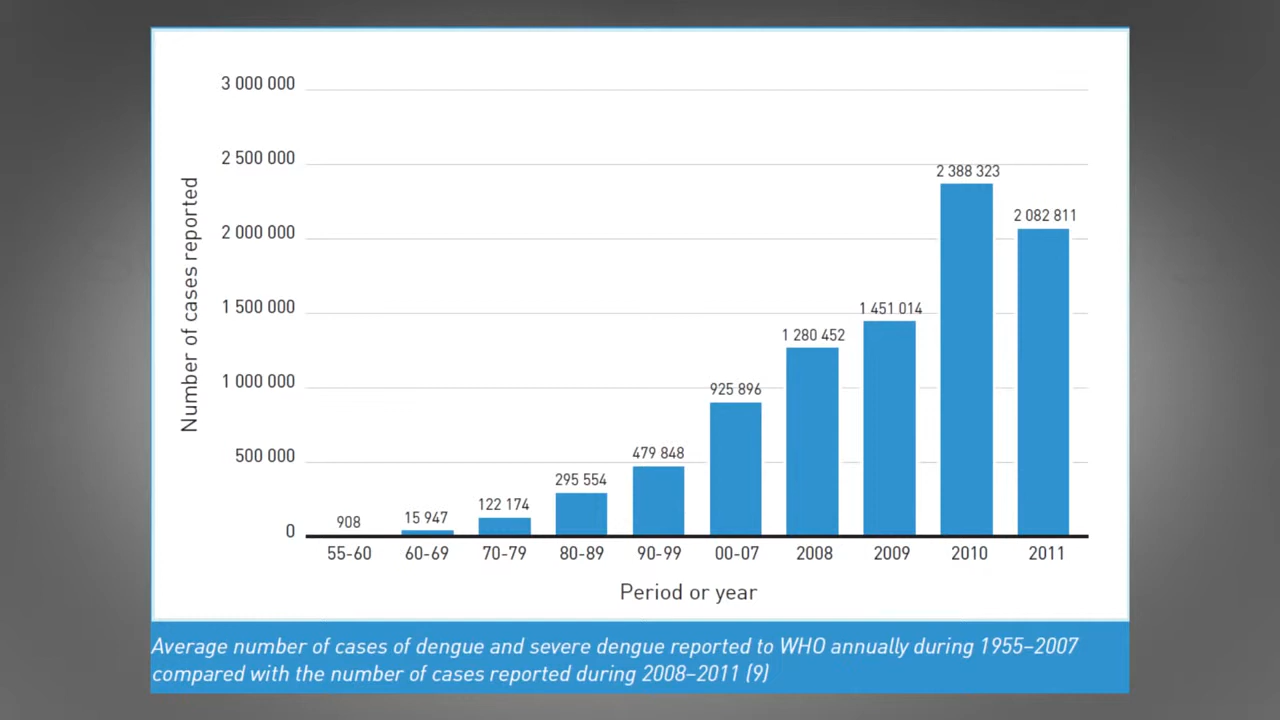 3 000 000
2 500 000
2 000 000
1 500 000
1 000 000
500 000
0
Number of cases reported
908
15 947
122 174
295 554
479 848
925 896
1 280 452
1 451 014
2 388 323
2 082 811
55-60 60-69 70-79 80-89 90-99 00-07 2008 2009 2010 2011
Period or year
Average number of cases of dengue and severe dengue reported to WHO annually during 1955–2007
compared with the number of cases reported during 2008–2011 (9)